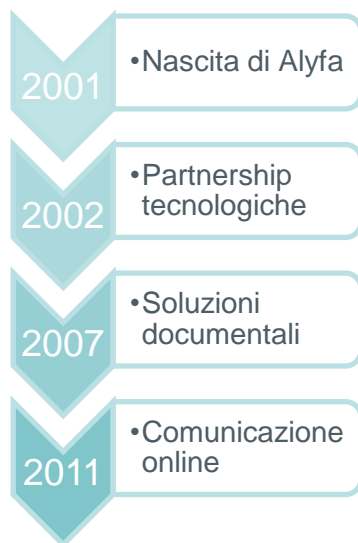 2001
•Nascita di Alyfa
2002
•Partnership
tecnologiche
2007
•Soluzioni
documentali
2011
•Comunicazione
online